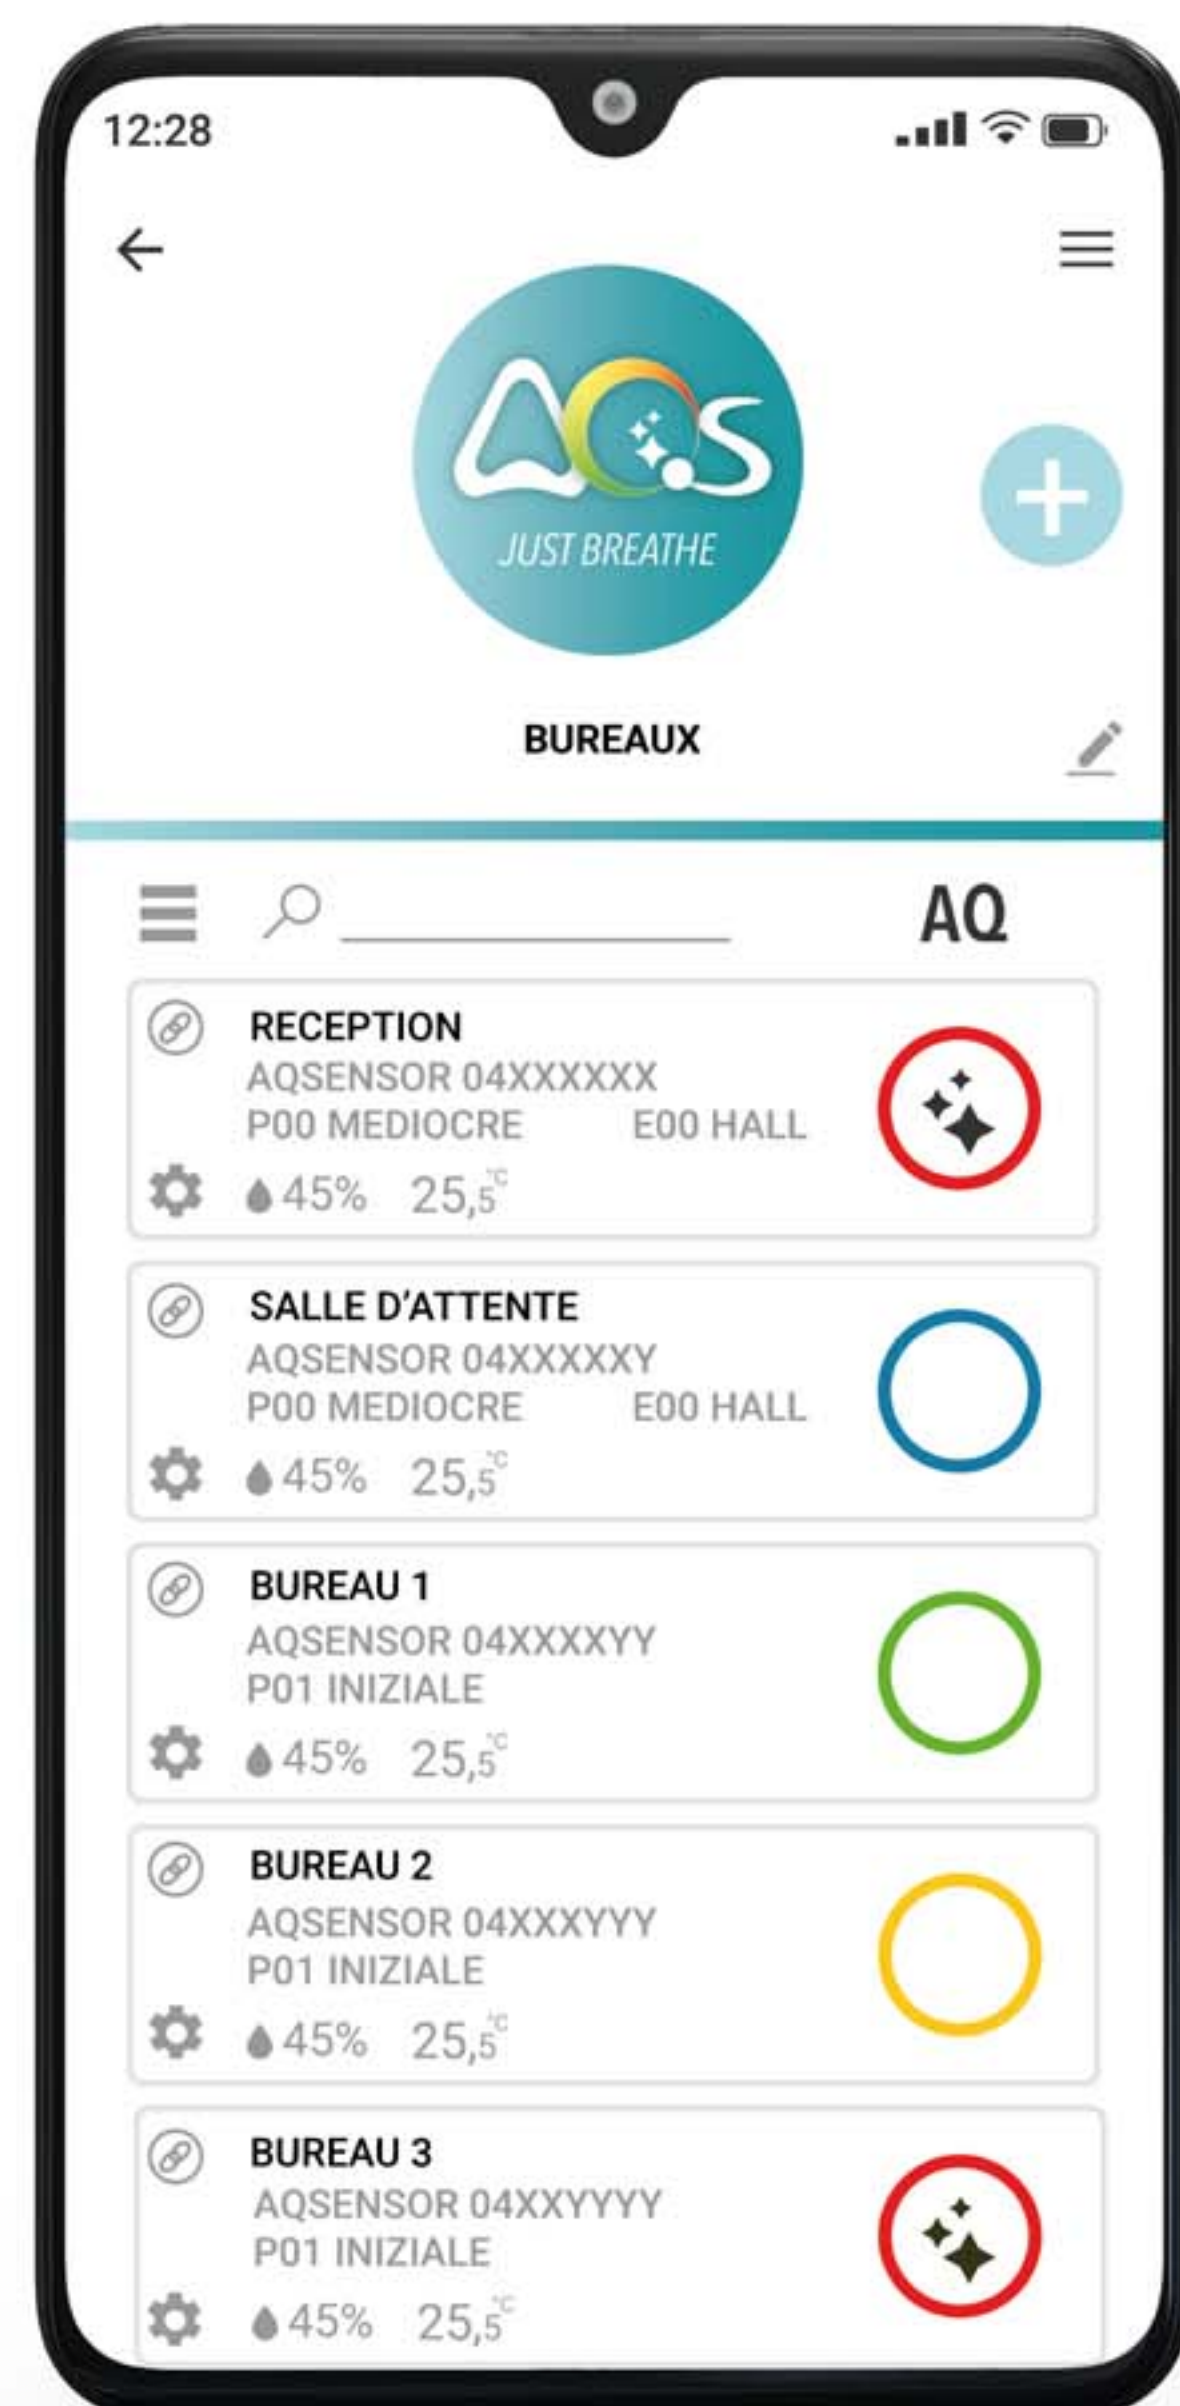 12:28
AQS
JUST BREATHE
BUREAUX
AQ
RECEPTION
AQSENSOR 04XXXXXX
P00 MEDIOCRE E00 HALL
45% 25,5°C
SALLE D'ATTENTE
AQSENSOR 04XXXXXY
P00 MEDIOCRE E00 HALL
45% 25,5°C
BUREAU 1
AQSENSOR 04XXXXYY
P01 INIZIALE
45% 25,5°C
BUREAU 2
AQSENSOR 04XXXYYY
P01 INIZIALE
45% 25,5°C
BUREAU 3
AQSENSOR 04XXYYYY
P01 INIZIALE
45% 25,5°C